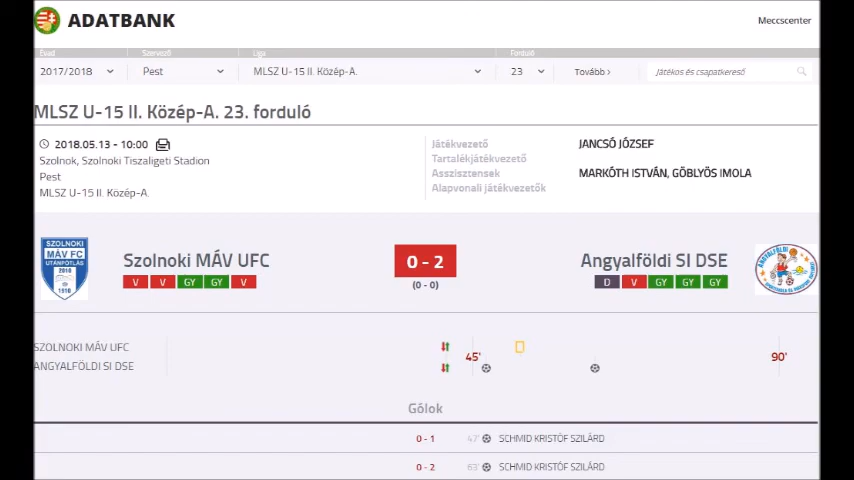 ADATBANK
Meccscenter
Évad Szervező Liga Forduló
2017/2018 Pest MLSZ U-15 II. Közép-A. 23 Tovább > Játékos és csapatkereső
MLSZ U-15 II. Közép-A. 23. forduló
2018.05.13 - 10:00
Szolnok, Szolnoki Tiszaligeti Stadion
Pest
MLSZ U-15 II. Közép-A.
Játékvezető JANCSÓ JÓZSEF
Tartalékjátékvezető
Asszisztensek MARKÓTH ISTVÁN, GÖBLYÖS IMOLA
Alapvonali játékvezetők
SZOLNOKI
MÁV FC
UTÁNPÓTLÁS
2010
1910
Szolnoki MÁV UFC
V V GY GY V
0 - 2
(0 - 0)
Angyalföldi SI DSE
D V GY GY GY
ANGYALFÖLDI
SZOLNOKI MÁV UFC
ANGYALFÖLDI SI DSE
45' 90'
Gólok
0 - 1 47' SCHMID KRISTÓF SZILÁRD
0 - 2 63' SCHMID KRISTÓF SZILÁRD